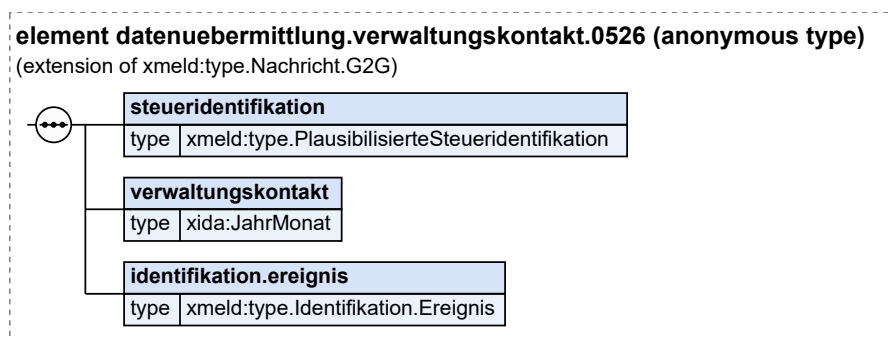 element datenuebermittlung.verwaltungskontakt.0526 (anonymous type)
(extension of xmeld:type.Nachricht.G2G)
steueridentifikation
type xmeld:type.PlausibilisierteSteueridentifikation
verwaltungskontakt
type xida:JahrMonat
identifikation.ereignis
type xmeld:type.Identifikation.Ereignis